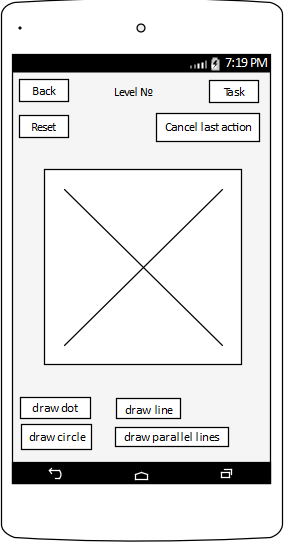 7:19 PM
Back
Level №
Task
Reset
Cancel last action
draw dot
draw line
draw circle
draw parallel lines